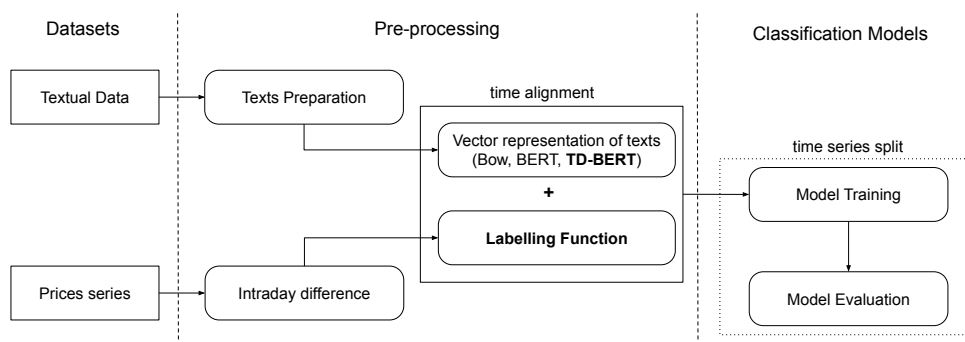 Datasets
Pre-processing
Classification Models
Textual Data
Texts Preparation
time alignment
Vector representation of texts
(Bow, BERT, TD-BERT)
+
Labelling Function
Prices series
Intraday difference
time series split
Model Training
Model Evaluation